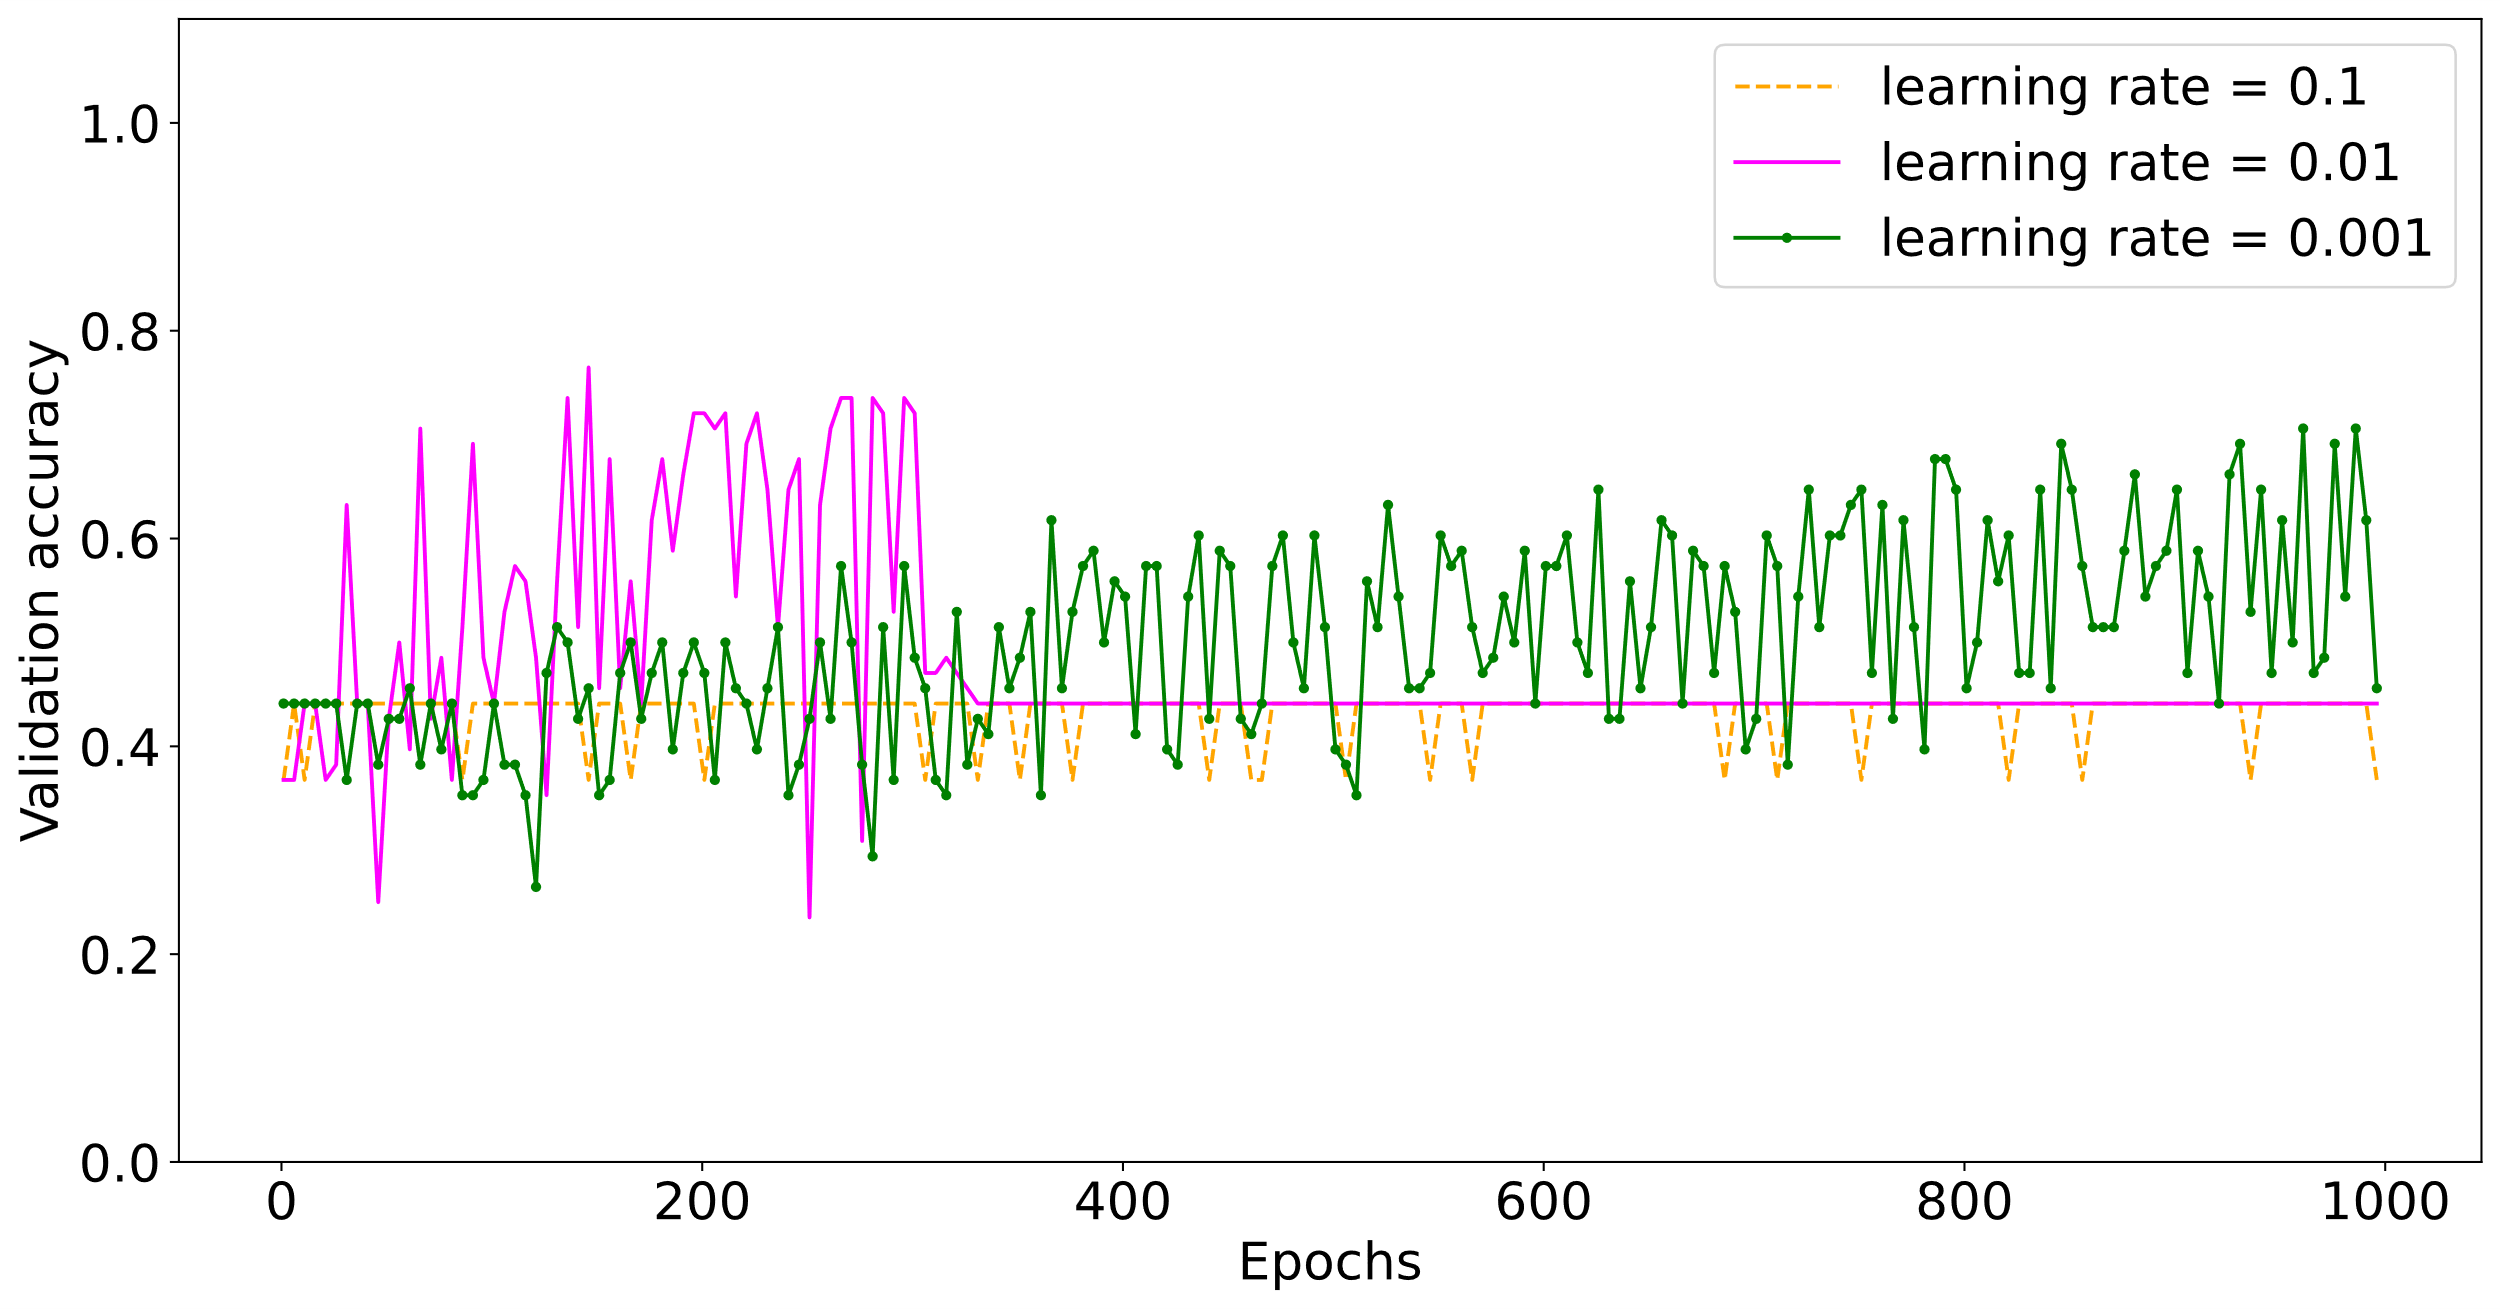 learning rate = 0.1
learning rate = 0.01
learning rate = 0.001
1.0
0.8
0.6
0.4
0.2
0.0
Validation accuracy
0 200 400 600 800 1000
Epochs